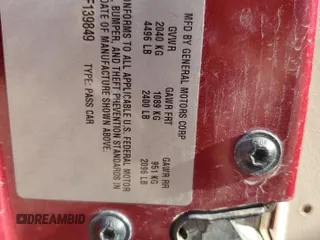 MFD BY GENERAL MOTORS CORP
GVWR GAWR FRT GAWR RR
2040 KG 1089 KG 951 KG
4496 LB 2400 LB 2096 LB
NFORMS TO ALL APPLICABLE U.S. FEDERAL MOTOR
BUMPER, AND THEFT PREVENTION STANDARDS IN
DATE OF MANUFACTURE SHOWN ABOVE.
F139849 TYPE: PASS CAR
DREAMBID